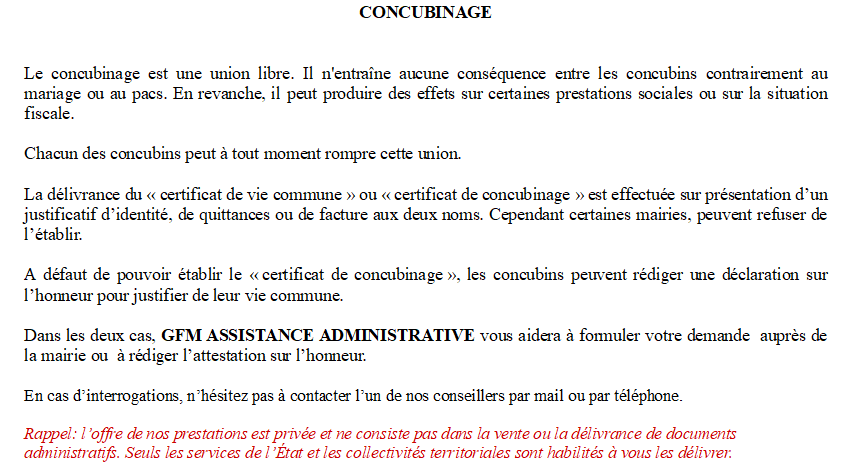 CONCUBINAGE
Le concubinage est une union libre. Il n'entraîne aucune conséquence entre les concubins contrairement au
mariage ou au pacs. En revanche, il peut produire des effets sur certaines prestations sociales ou sur la situation
fiscale.
Chacun des concubins peut à tout moment rompre cette union.
La délivrance du « certificat de vie commune » ou « certificat de concubinage » est effectuée sur présentation d’un
justificatif d’identité, de quittances ou de facture aux deux noms. Cependant certaines mairies, peuvent refuser de
l’établir.
A défaut de pouvoir établir le « certificat de concubinage », les concubins peuvent rédiger une déclaration sur
l’honneur pour justifier de leur vie commune.
Dans les deux cas, GFM ASSISTANCE ADMINISTRATIVE vous aidera à formuler votre demande  auprès de
la mairie ou  à rédiger l’attestation sur l’honneur.
En cas d’interrogations, n’hésitez pas à contacter l’un de nos conseillers par mail ou par téléphone.
Rappel: l’offre de nos prestations est privée et ne consiste pas dans la vente ou la délivrance de documents
administratifs. Seuls les services de l’État et les collectivités territoriales sont habilités à vous les délivrer.